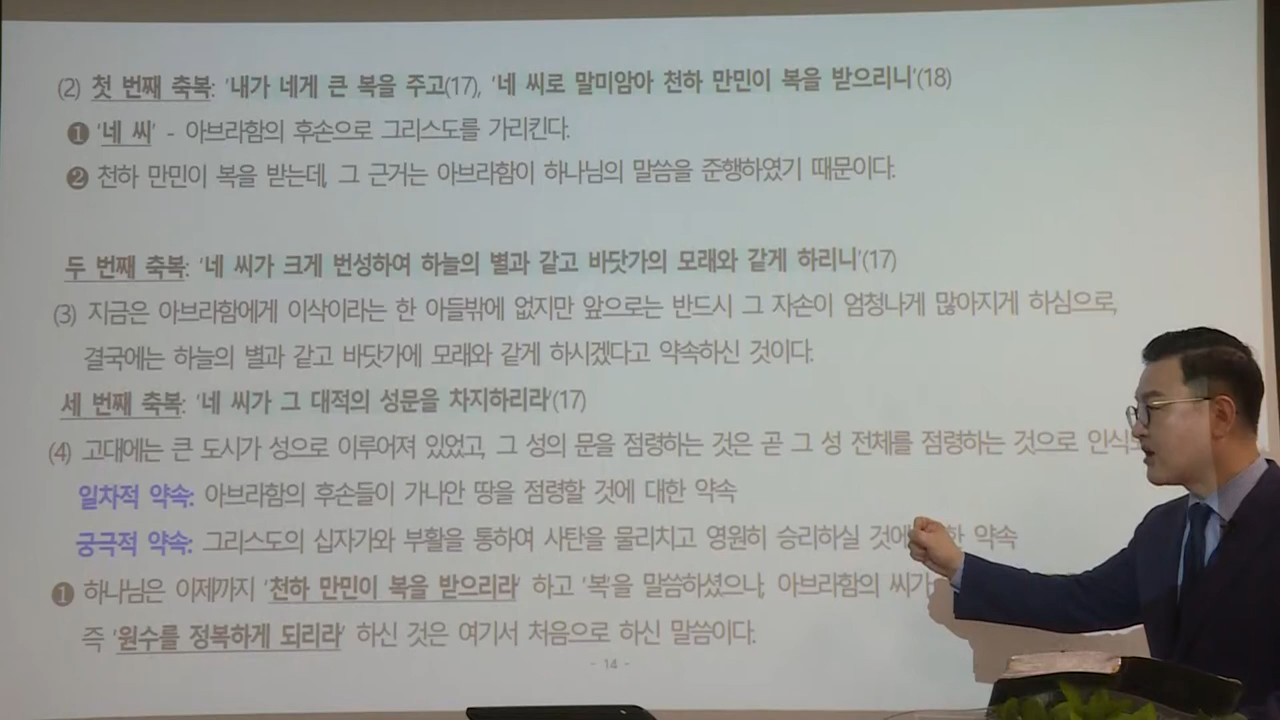 (2) 첫 번째 축복: '내가 네게 큰 복을 주고(17), '네 씨로 말미암아 천하 만민이 복을 받으리니'(18)
❶ '네 씨' - 아브라함의 후손으로 그리스도를 가리킨다.
❷ 천하 만민이 복을 받는데, 그 근거는 아브라함이 하나님의 말씀을 준행하였기 때문이다.
두 번째 축복: '네 씨가 크게 번성하여 하늘의 별과 같고 바닷가의 모래와 같게 하리니'(17)
(3) 지금은 아브라함에게 이삭이라는 한 아들밖에 없지만 앞으로는 반드시 그 자손이 엄청나게 많아지게 하심으로,
결국에는 하늘의 별과 같고 바닷가에 모래와 같게 하시겠다고 약속하신 것이다.
세 번째 축복: '네 씨가 그 대적의 성문을 차지하리라'(17)
(4) 고대에는 큰 도시가 성으로 이루어져 있었고, 그 성의 문을 점령하는 것은 곧 그 성 전체를 점령하는 것으로
일차적 약속: 아브라함의 후손들이 가나안 땅을 점령할 것에 대한 약속
궁극적 약속: 그리스도의 십자가와 부활을 통하여 사탄을 물리치고 영원히 승리하실 것에 약속
❶ 하나님은 이제까지 '천하 만민이 복을 받으리라' 하고 '복'을 말씀하셨으나, 아브라함의 씨가
즉 '원수를 정복하게 되리라' 하신 것은 여기서 처음으로 하신 말씀이다.
- 14 -